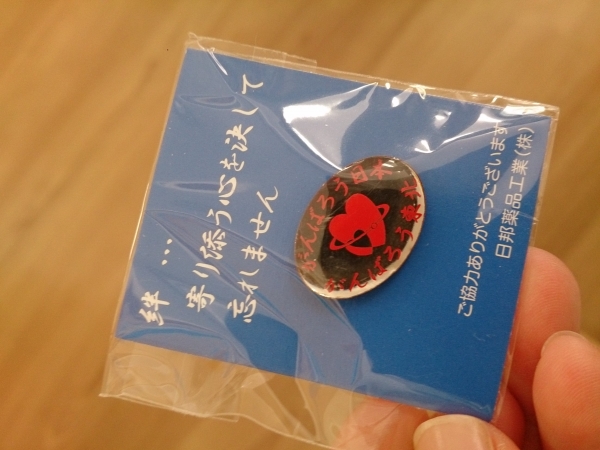 絆…
寄り添う心を決して
忘れません
がんばろう日本
がんばろう東北
ご協力ありがとうございます
日邦薬品工業(株)